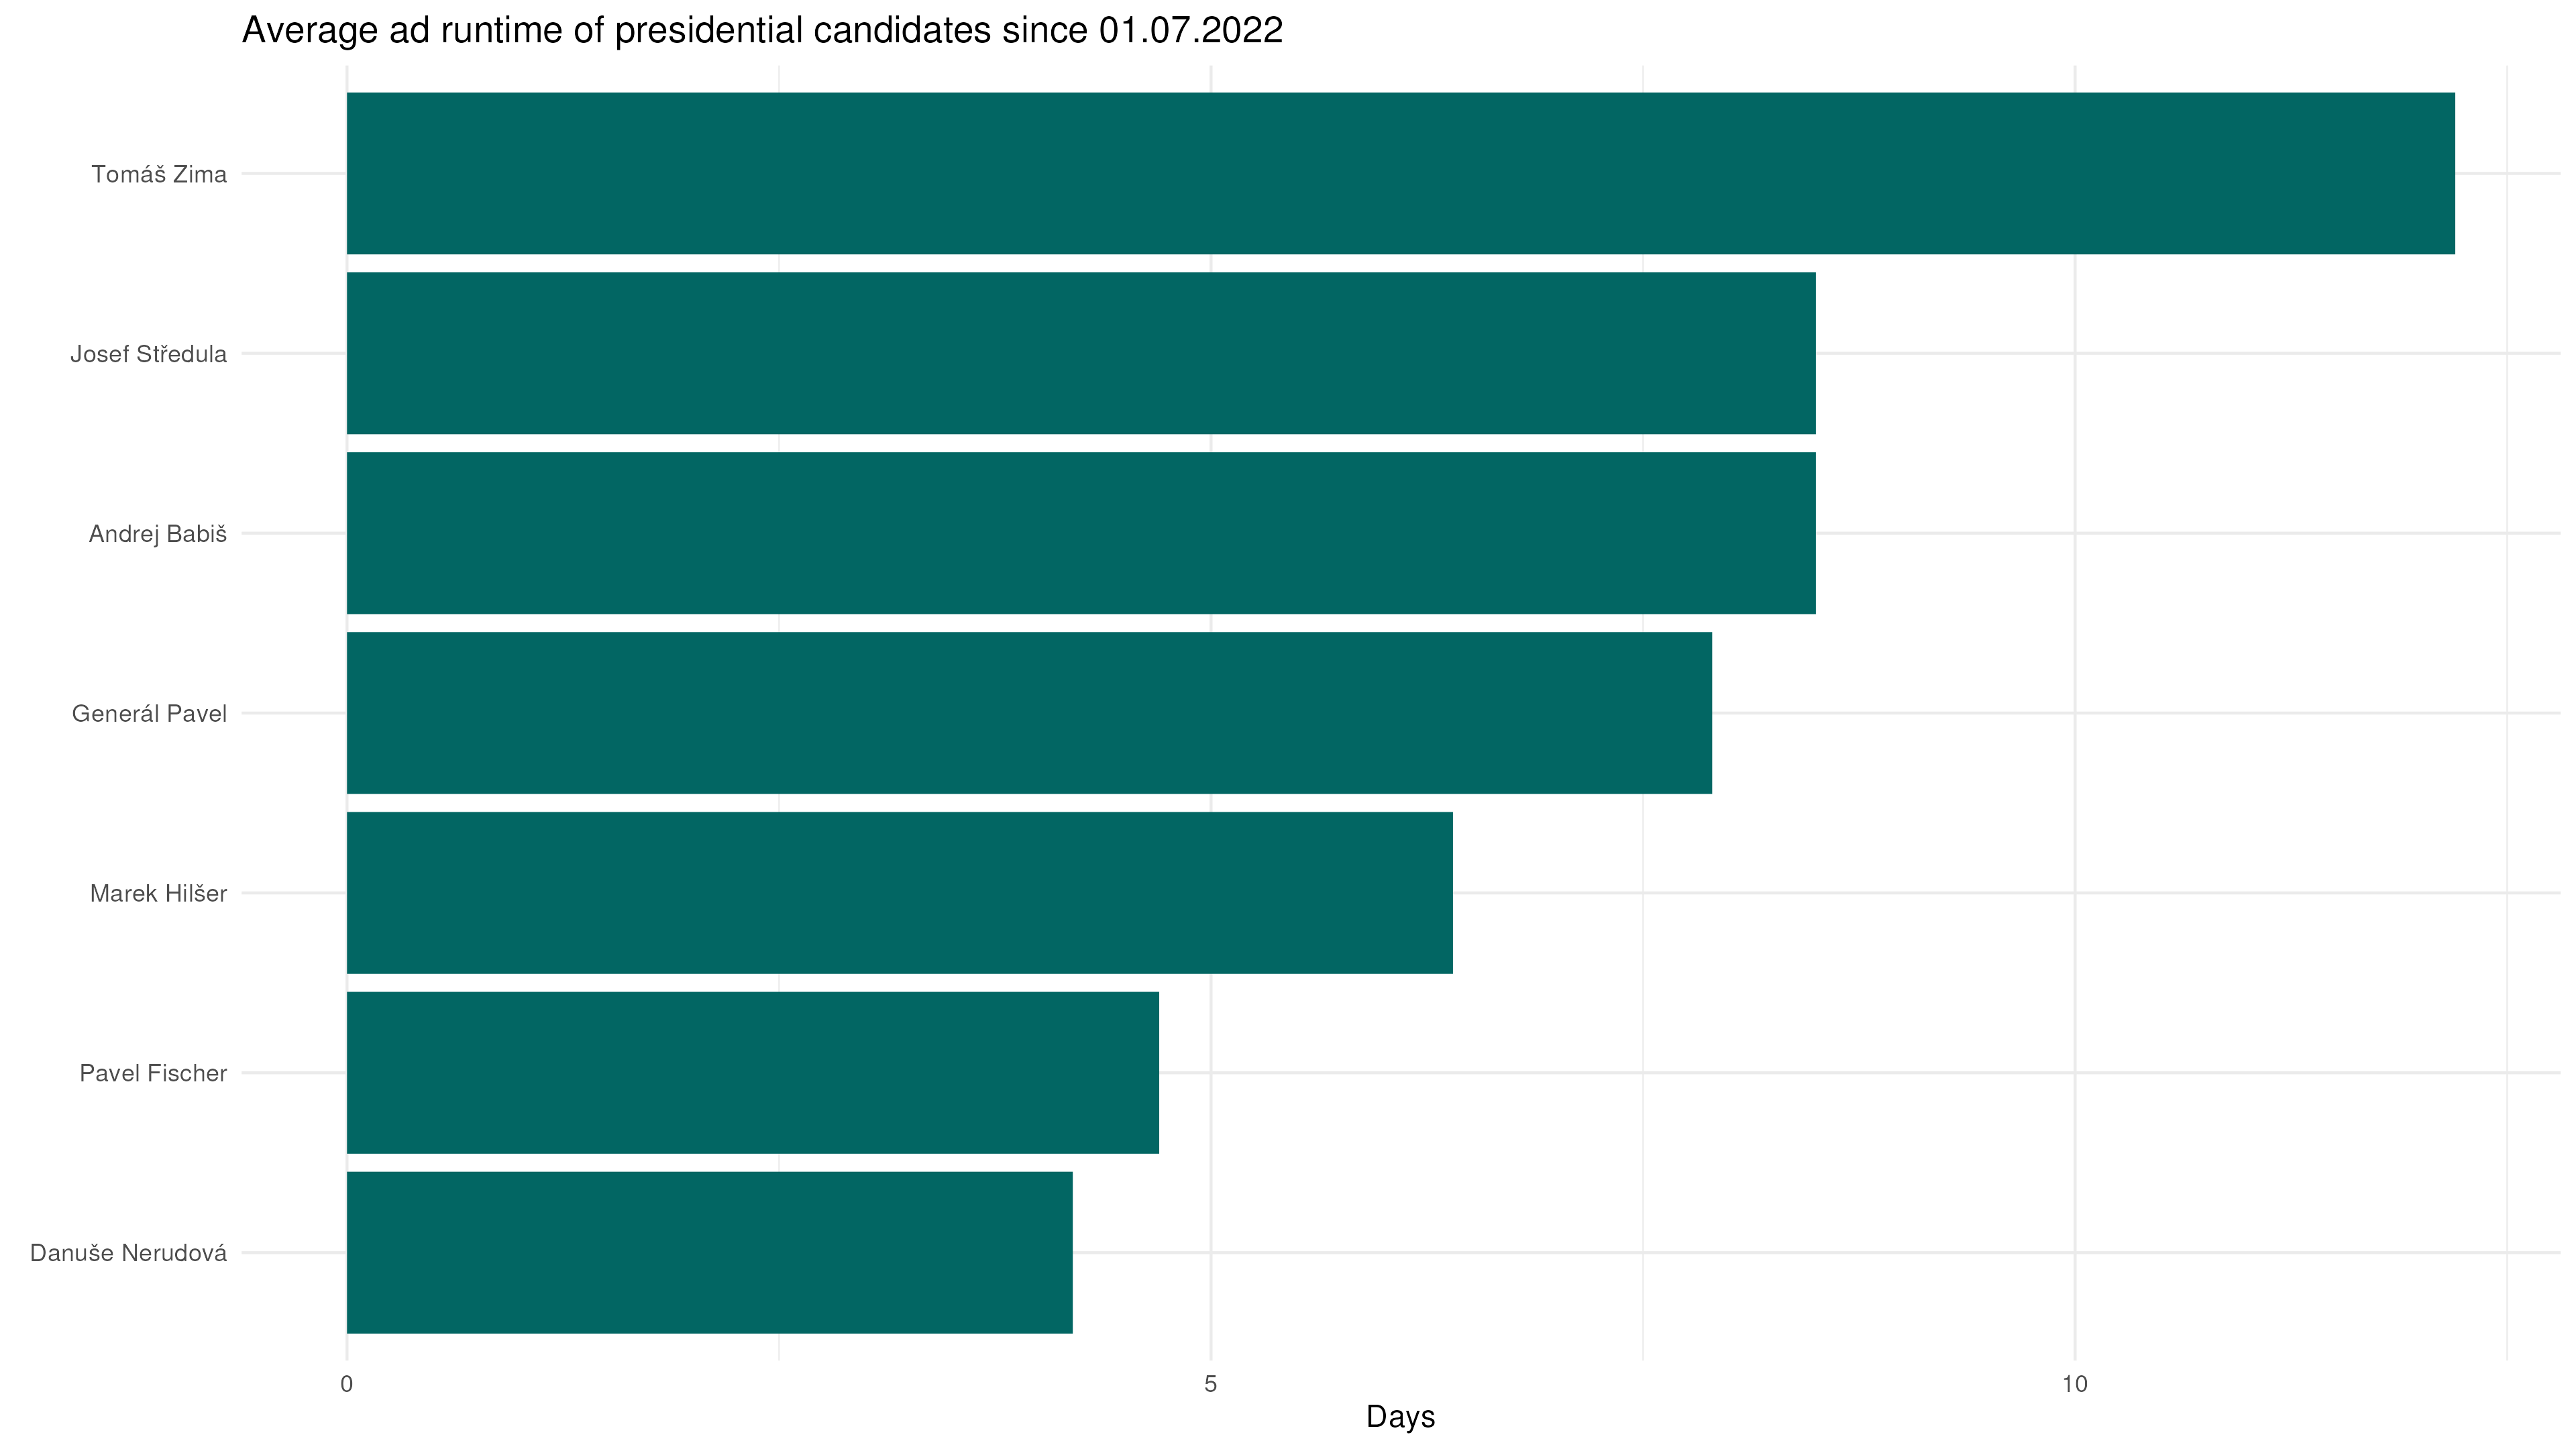 Average ad runtime of presidential candidates since 01.07.2022
Tomáš Zima
Josef Středula
Andrej Babiš
Generál Pavel
Marek Hilšer
Pavel Fischer
Danuše Nerudová
0 5 10
Days